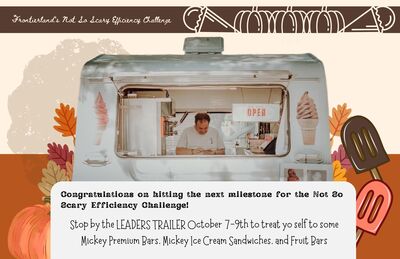 Frontierland's Not So Scary Efficiency Challenge
OPEN
Congratulations on hitting the next milestone for the Not So
Scary Efficiency Challenge!
Stop by the LEADERS TRAILER October 7-9th to treat yo self to some
Mickey Premium Bars, Mickey Ice Cream Sandwiches, and Fruit Bars